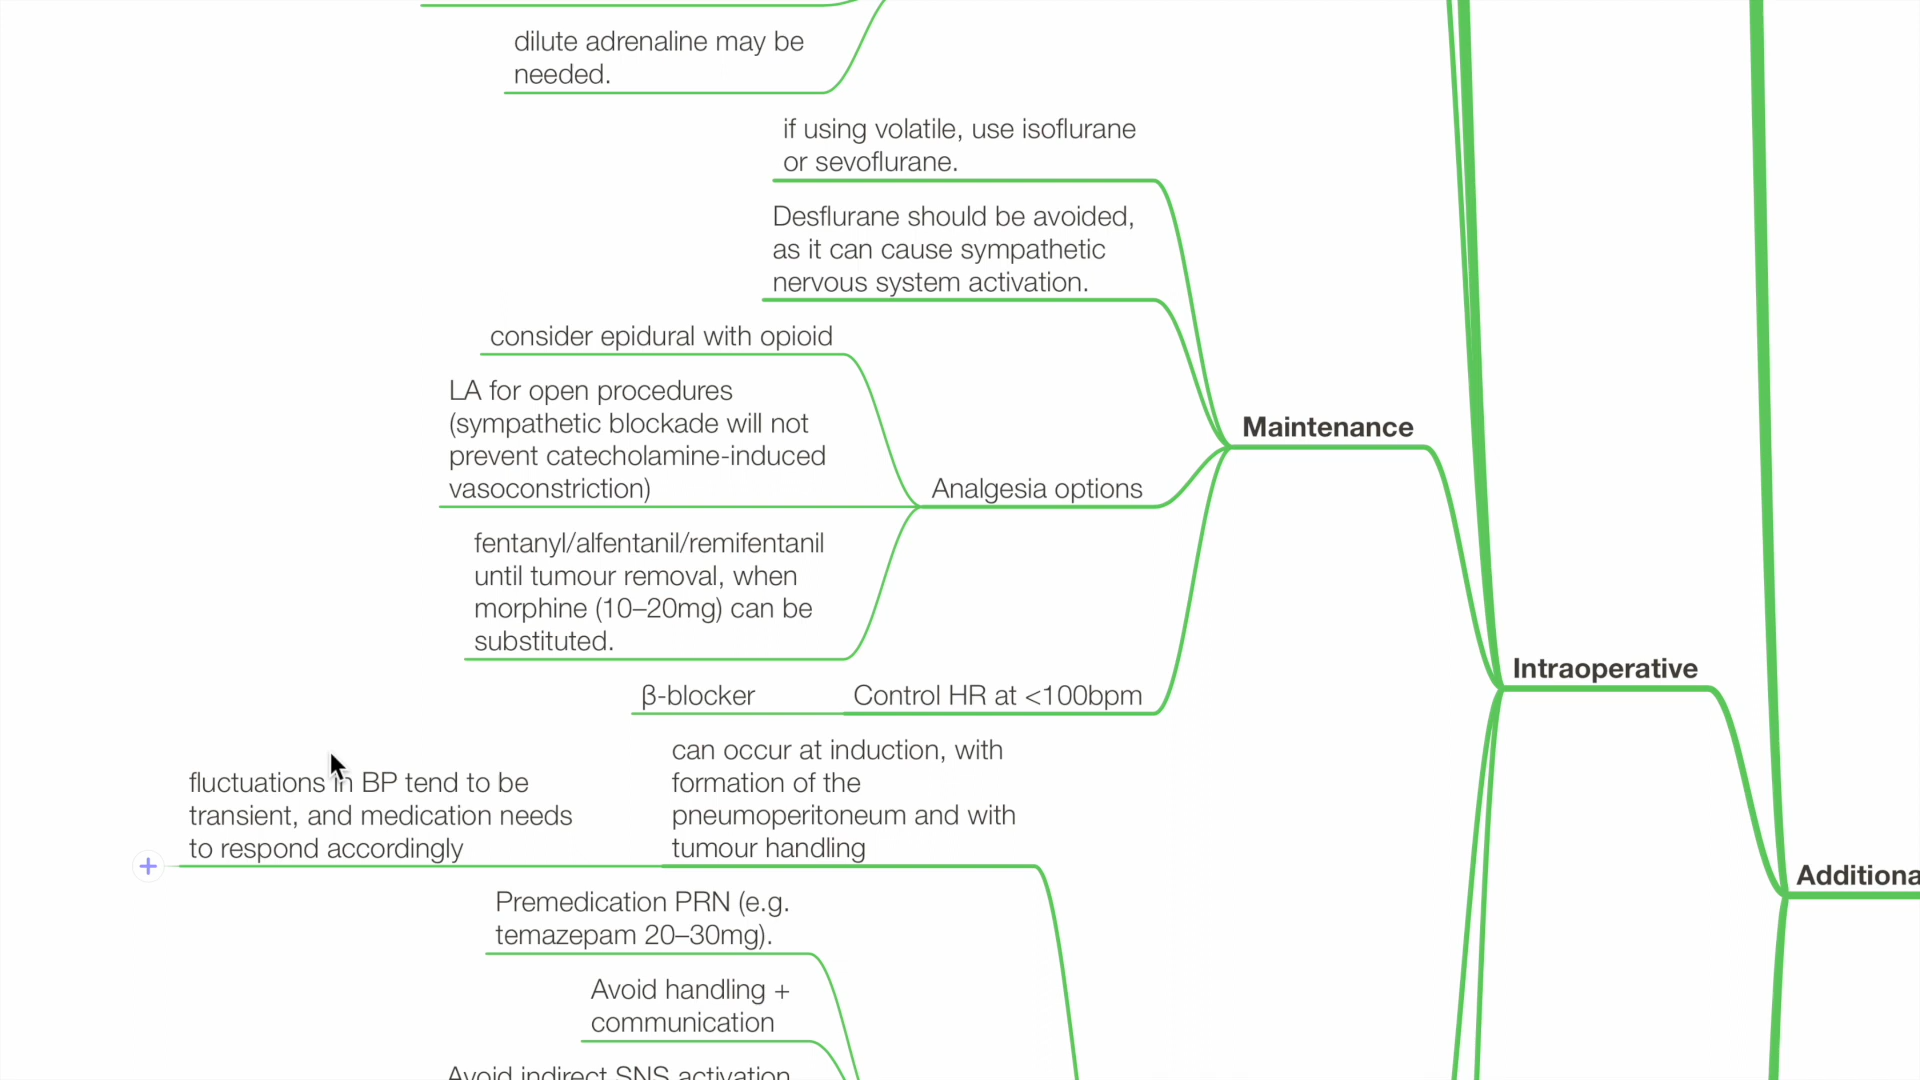 dilute adrenaline may be
needed.
if using volatile, use isoflurane
or sevoflurane.
Desflurane should be avoided,
as it can cause sympathetic
nervous system activation.
consider epidural with opioid
LA for open procedures
(sympathetic blockade will not
prevent catecholamine-induced
vasoconstriction)
Analgesia options
fentanyl/alfentanil/remifentanil
until tumour removal, when
morphine (10–20mg) can be
substituted.
β-blocker
Control HR at <100bpm
Maintenance
Intraoperative
can occur at induction, with
formation of the
pneumoperitoneum and with
tumour handling
fluctuations in BP tend to be
transient, and medication needs
to respond accordingly
Premedication PRN (e.g.
temazepam 20–30mg).
Avoid handling +
communication
Avoid indirect SNS activation
Additiona